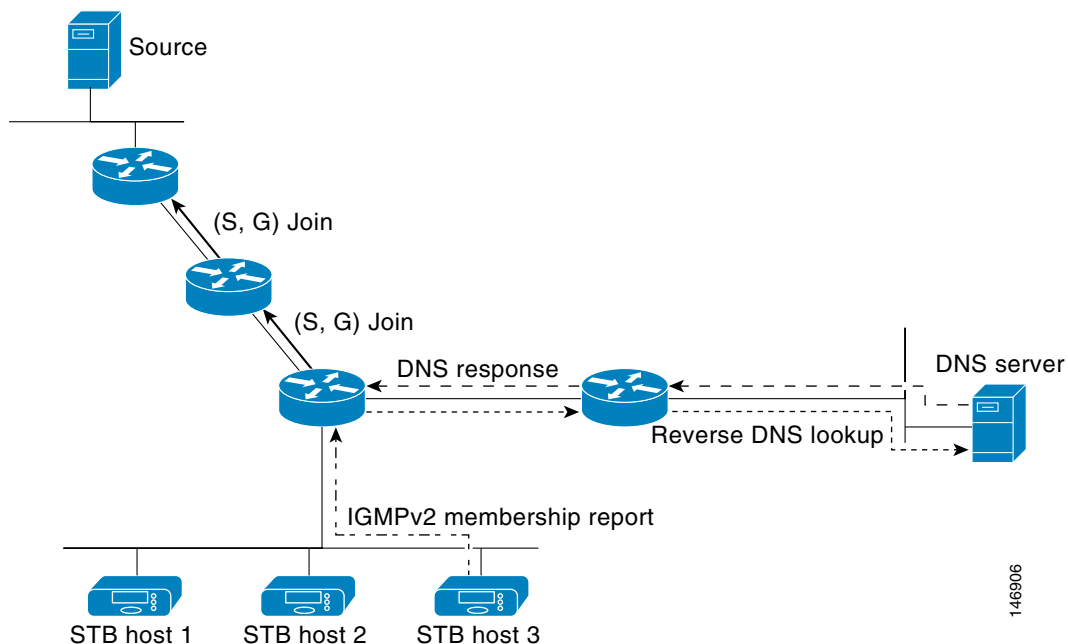 Source
(S, G) Join
(S, G) Join
DNS response
DNS server
Reverse DNS lookup
IGMPv2 membership report
STB host 1
STB host 2
STB host 3
146906